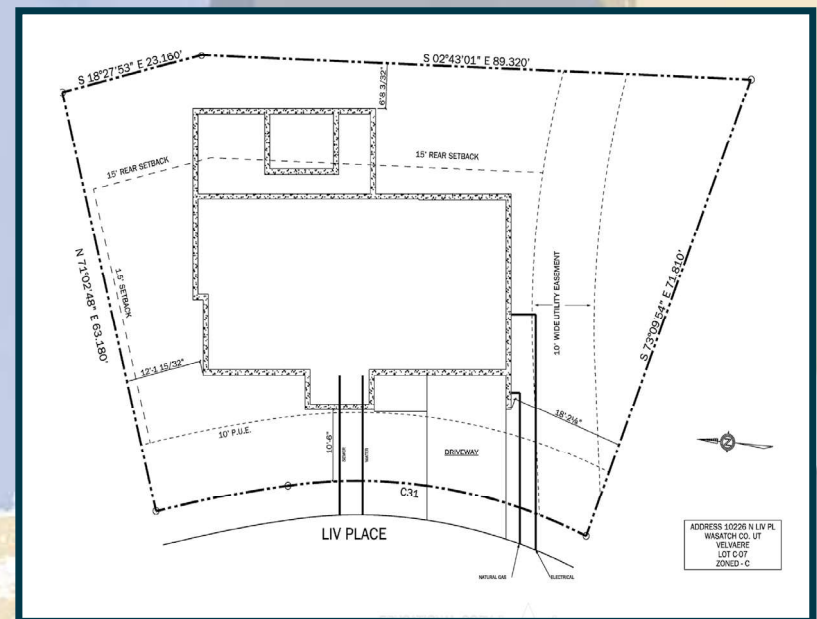 S 18°27'53" E 23.160'
S 02°43'01" E 89.320'
6'8 3/32"
15' REAR SETBACK
15' REAR SETBACK
N 71°02'48" E 63.180'
15' SETBACK
10' WIDE UTILITY EASEMENT
S 73°09'54" E 71.810'
12'-1 15/32"
18'-2⅛"
10' P.U.E.
10'-6"
SEWER
WATER
DRIVEWAY
Z
C31
LIV PLACE
ADDRESS 10226 N LIV PL
WASATCH CO. UT
VELVAERE
LOT C-07
ZONED - C
NATURAL GAS
ELECTRICAL